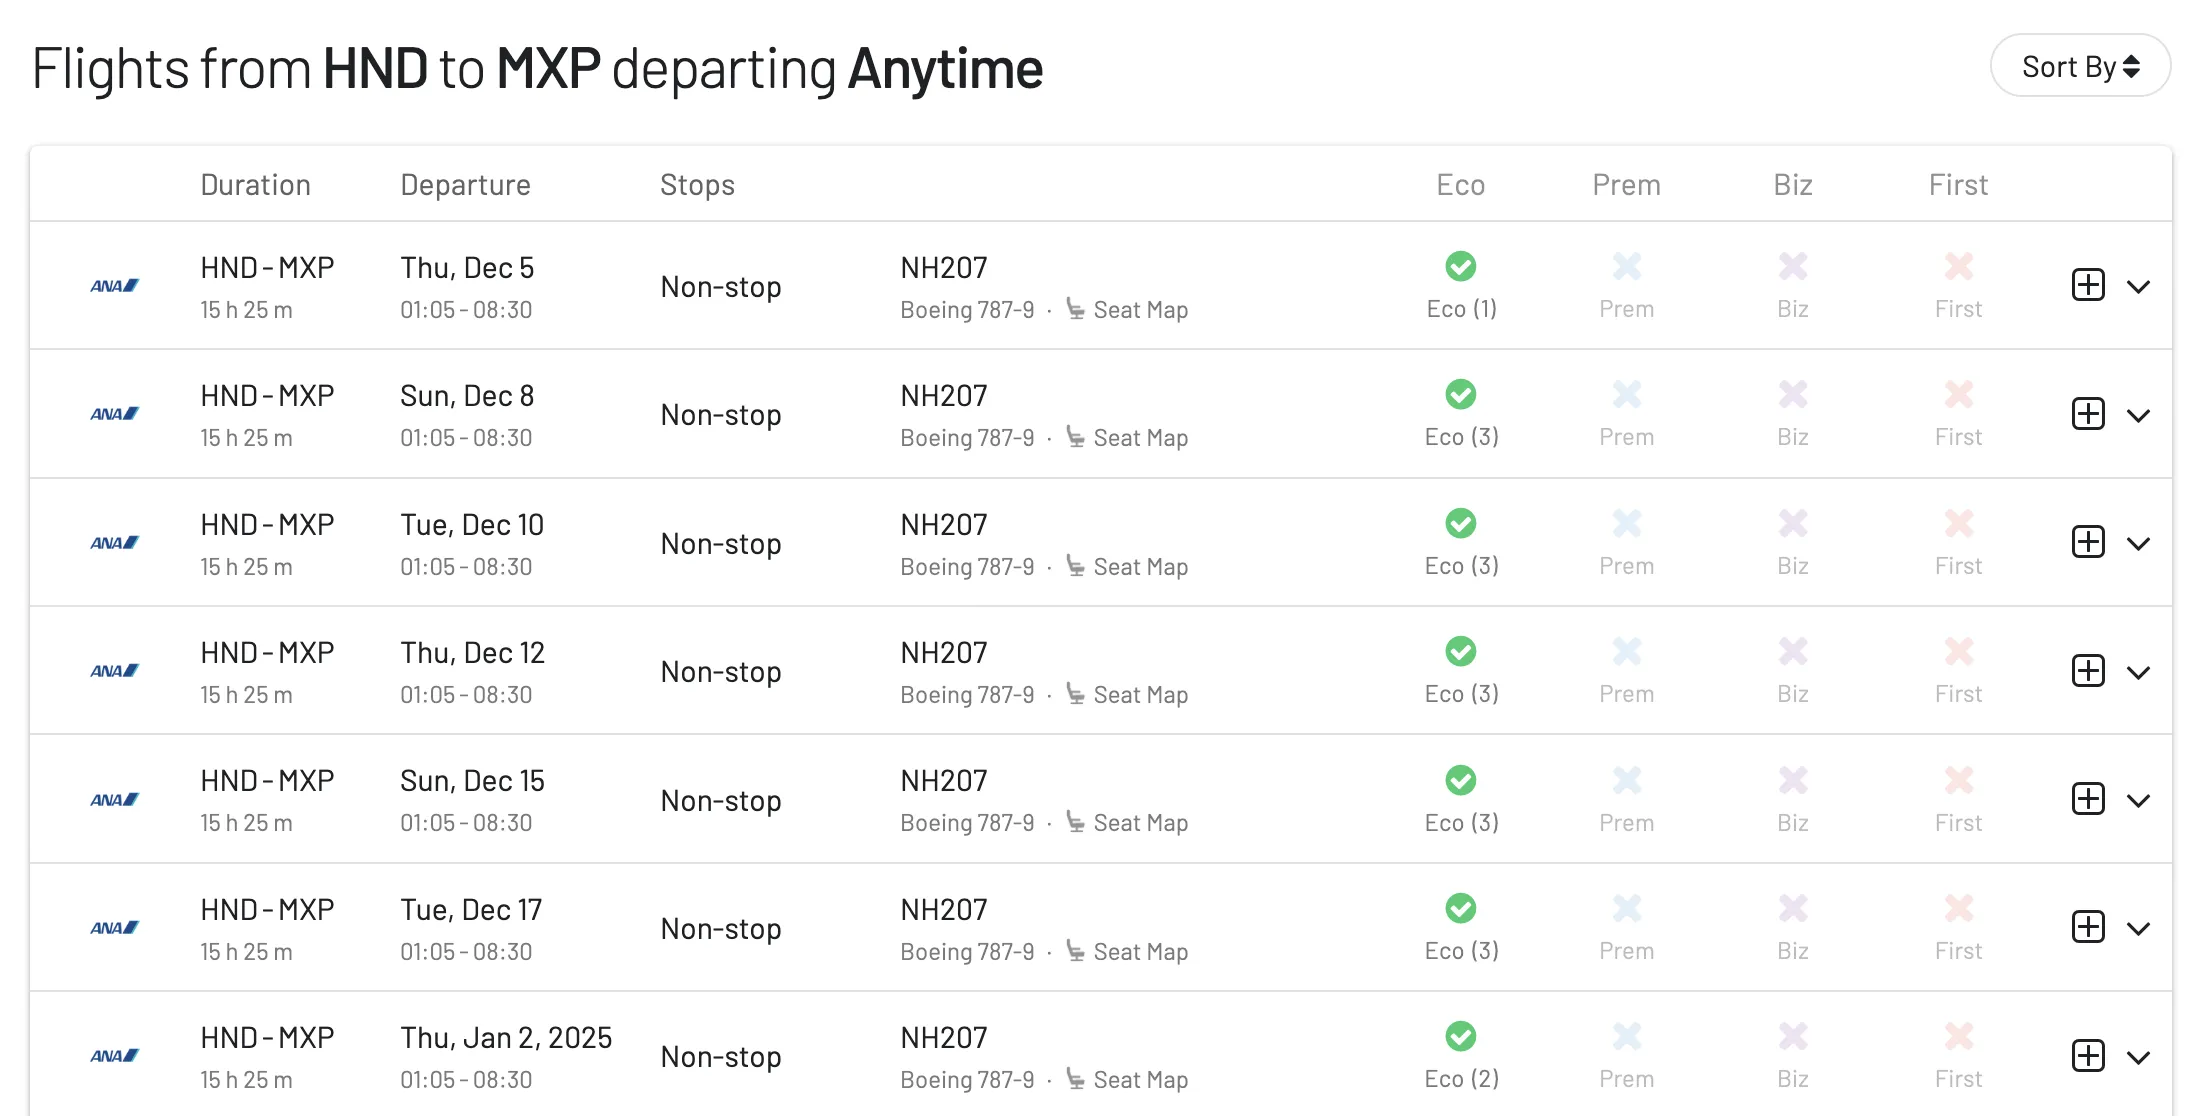 Flights from HND to MXP departing Anytime
Sort By
Duration Departure Stops Eco Prem Biz First
ANA HND - MXP Thu, Dec 5 Non-stop NH207
15 h 25 m 01:05 - 08:30 Boeing 787-9 · Seat Map Eco (1) Prem Biz First
ANA HND - MXP Sun, Dec 8 Non-stop NH207
15 h 25 m 01:05 - 08:30 Boeing 787-9 · Seat Map Eco (3) Prem Biz First
ANA HND - MXP Tue, Dec 10 Non-stop NH207
15 h 25 m 01:05 - 08:30 Boeing 787-9 · Seat Map Eco (3) Prem Biz First
ANA HND - MXP Thu, Dec 12 Non-stop NH207
15 h 25 m 01:05 - 08:30 Boeing 787-9 · Seat Map Eco (3) Prem Biz First
ANA HND - MXP Sun, Dec 15 Non-stop NH207
15 h 25 m 01:05 - 08:30 Boeing 787-9 · Seat Map Eco (3) Prem Biz First
ANA HND - MXP Tue, Dec 17 Non-stop NH207
15 h 25 m 01:05 - 08:30 Boeing 787-9 · Seat Map Eco (3) Prem Biz First
ANA HND - MXP Thu, Jan 2, 2025 Non-stop NH207
15 h 25 m 01:05 - 08:30 Boeing 787-9 · Seat Map Eco (2) Prem Biz First